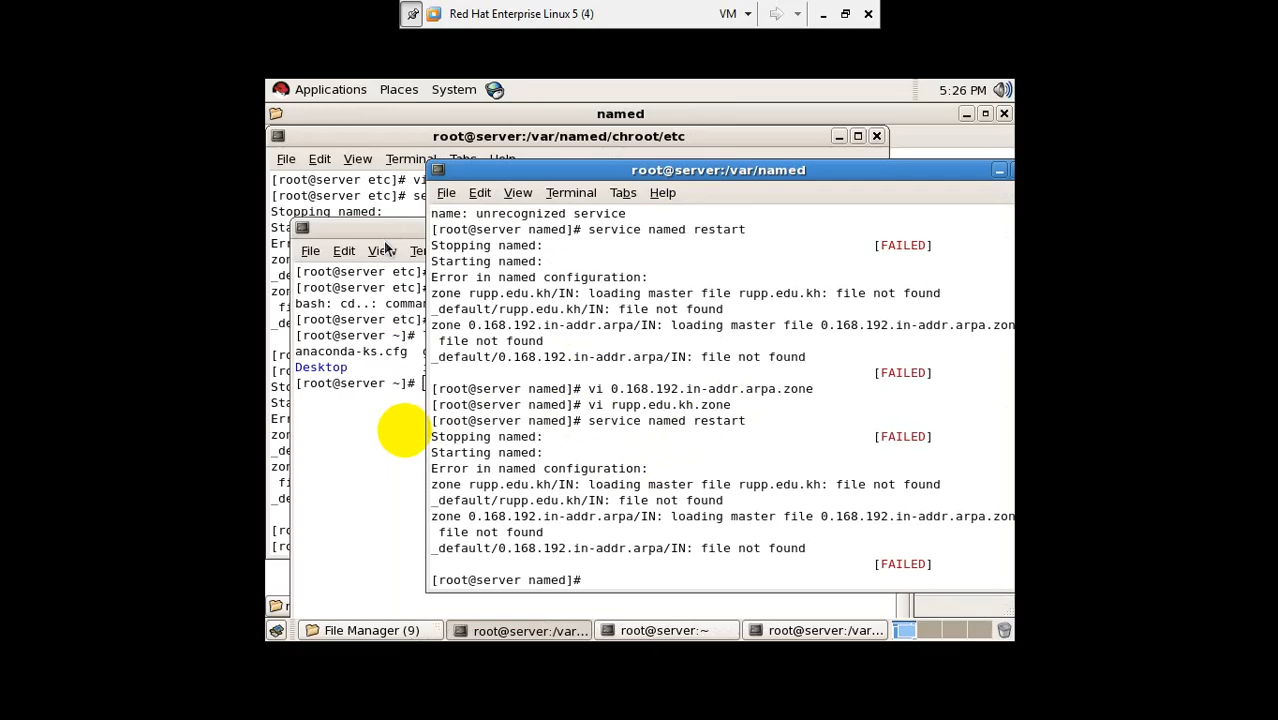 Red Hat Enterprise Linux 5 (4)
VM
Applications Places System
5:26 PM
named
root@server:/var/named/chroot/etc
File Edit View Terminal Tabs Help
[root@server etc]# vi
[root@server etc]# se
Stopping named:
root@server:/var/named
File Edit View Terminal Tabs Help
name: unrecognized service
[root@server named]# service named restart
Stopping named: [FAILED]
Starting named:
Error in named configuration:
zone rupp.edu.kh/IN: loading master file rupp.edu.kh: file not found
_default/rupp.edu.kh/IN: file not found
zone 0.168.192.in-addr.arpa/IN: loading master file 0.168.192.in-addr.arpa.zon
file not found
_default/0.168.192.in-addr.arpa/IN: file not found
[FAILED]
[root@server named]# vi 0.168.192.in-addr.arpa.zone
[root@server named]# vi rupp.edu.kh.zone
[root@server named]# service named restart
Stopping named: [FAILED]
Starting named:
Error in named configuration:
zone rupp.edu.kh/IN: loading master file rupp.edu.kh: file not found
_default/rupp.edu.kh/IN: file not found
zone 0.168.192.in-addr.arpa/IN: loading master file 0.168.192.in-addr.arpa.zon
file not found
_default/0.168.192.in-addr.arpa/IN: file not found
[FAILED]
[root@server named]#
File Edit View
[root@server etc]#
[root@server etc]#
bash: cd..: comma
[root@server etc]#
[root@server ~]#
anaconda-ks.cfg
Desktop
[root@server ~]#
File Manager (9)
root@server:/var...
root@server:~
root@server:/var...